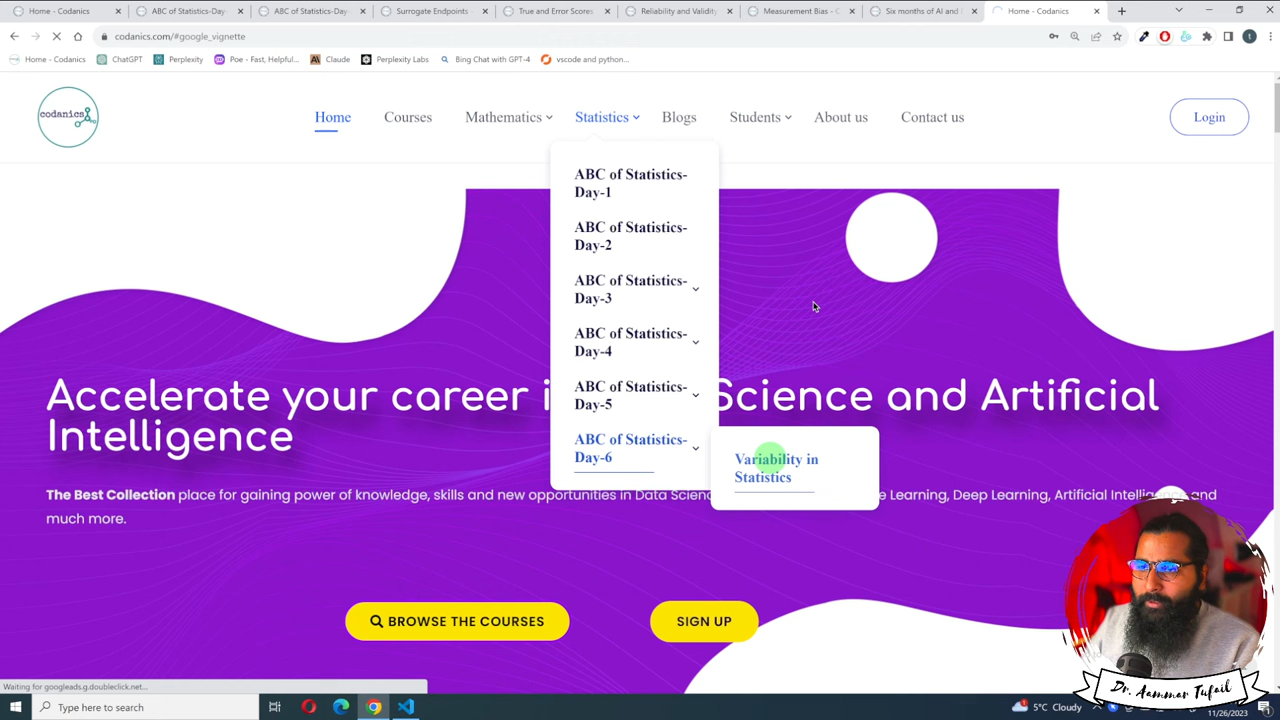 Home - Codanics
ABC of Statistics-Day-
ABC of Statistics-Day-
Surrogate Endpoints -
True and Error Scores
Reliability and Validity
Measurement Bias - C
Six months of AI and
Home - Codanics
codanics.com/#google_vignette
Home - Codanics
ChatGPT
Perplexity
Poe - Fast, Helpful...
Claude
Perplexity Labs
Bing Chat with GPT-4
vscode and python...
codanics
Home
Courses
Mathematics
Statistics
Blogs
Students
About us
Contact us
Login
ABC of Statistics-
Day-1
ABC of Statistics-
Day-2
ABC of Statistics-
Day-3
ABC of Statistics-
Day-4
ABC of Statistics-
Day-5
ABC of Statistics-
Day-6
Variability in
Statistics
Accelerate your career i Science and Artificial
Intelligence
The Best Collection place for gaining power of knowledge, skills and new opportunities in Data Scien e Learning, Deep Learning, Artificial Intelligence and
much more.
BROWSE THE COURSES
SIGN UP
Waiting for googleads.g.doubleclick.net...
Type here to search
5°C Cloudy
11/26/2023
Dr. Aammar Tufail